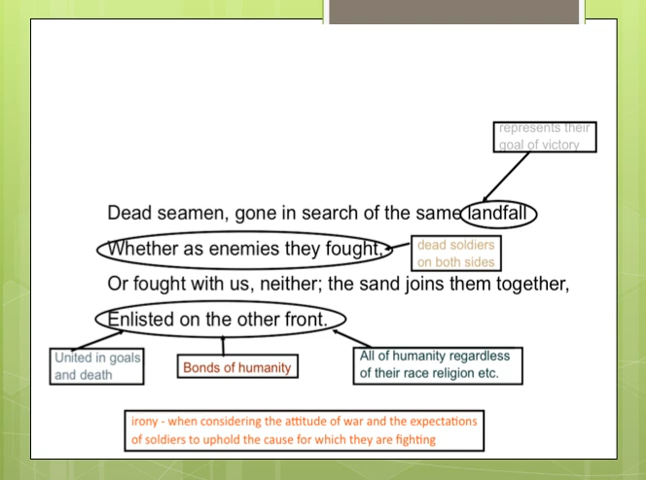 represents their
goal of victory
Dead seamen, gone in search of the same landfall
Whether as enemies they fought,
dead soldiers
on both sides
Or fought with us, neither; the sand joins them together,
Enlisted on the other front.
United in goals
and death
Bonds of humanity
All of humanity regardless
of their race religion etc.
irony - when considering the attitude of war and the expectations
of soldiers to uphold the cause for which they are fighting